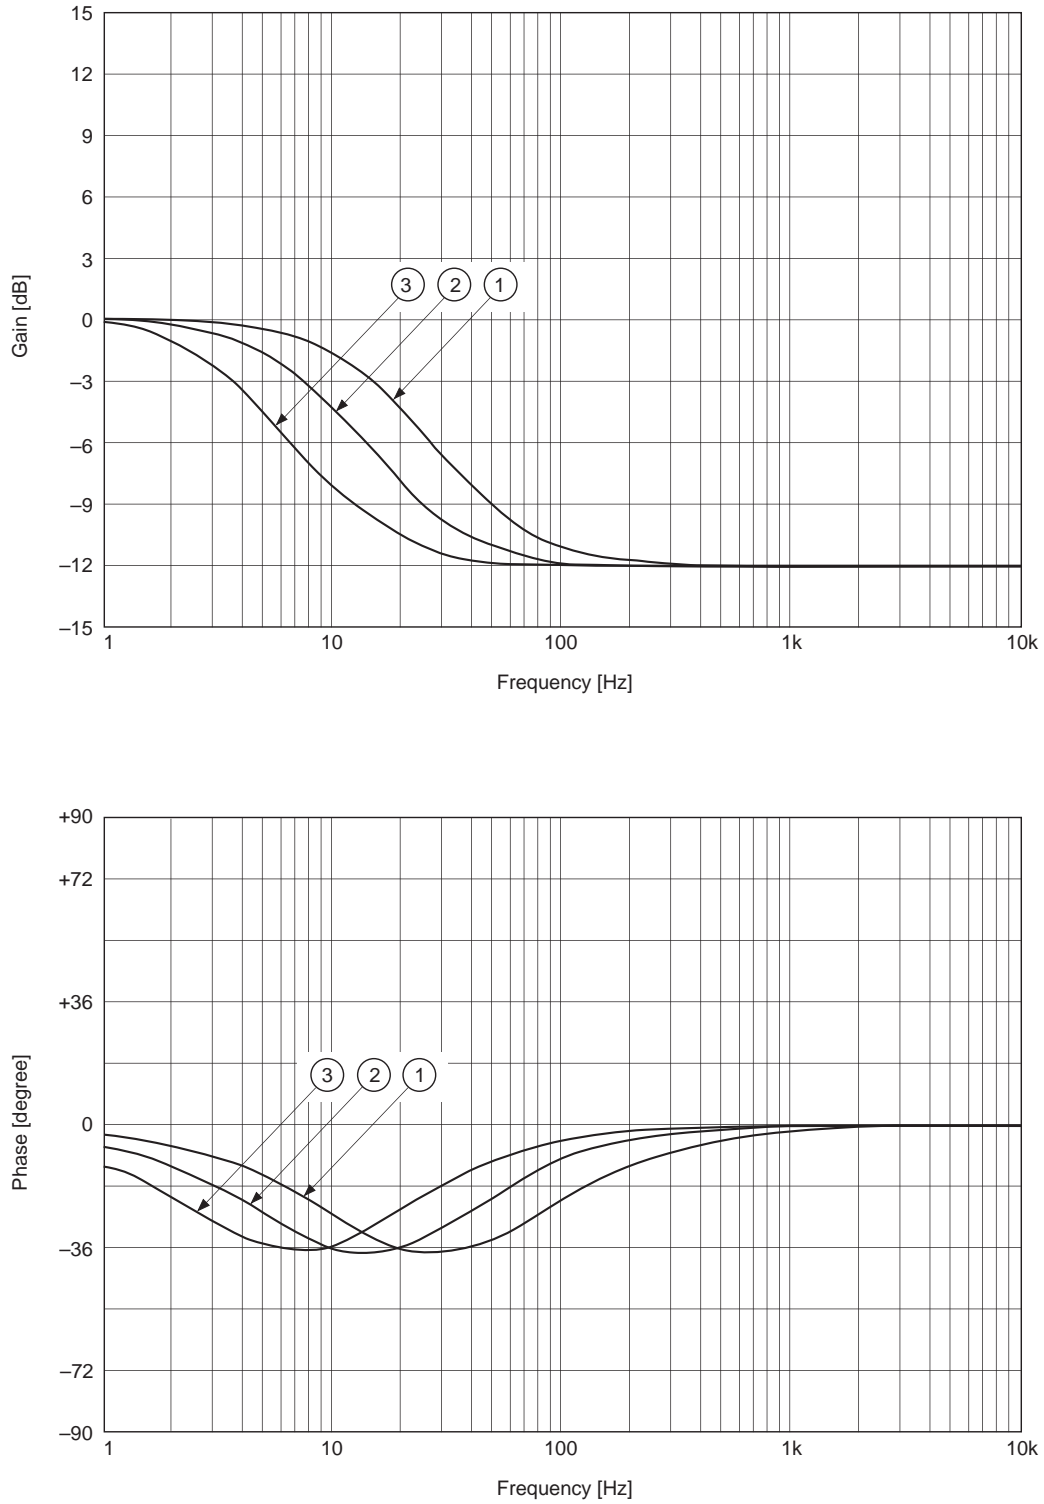 15
12
9
6
3
0
–3
–6
–9
–12
–15
Gain [dB]
3 2 1
1 10 100 1k 10k
Frequency [Hz]
+90
+72
+36
0
–36
–72
–90
Phase [degree]
3 2 1
1 10 100 1k 10k
Frequency [Hz]